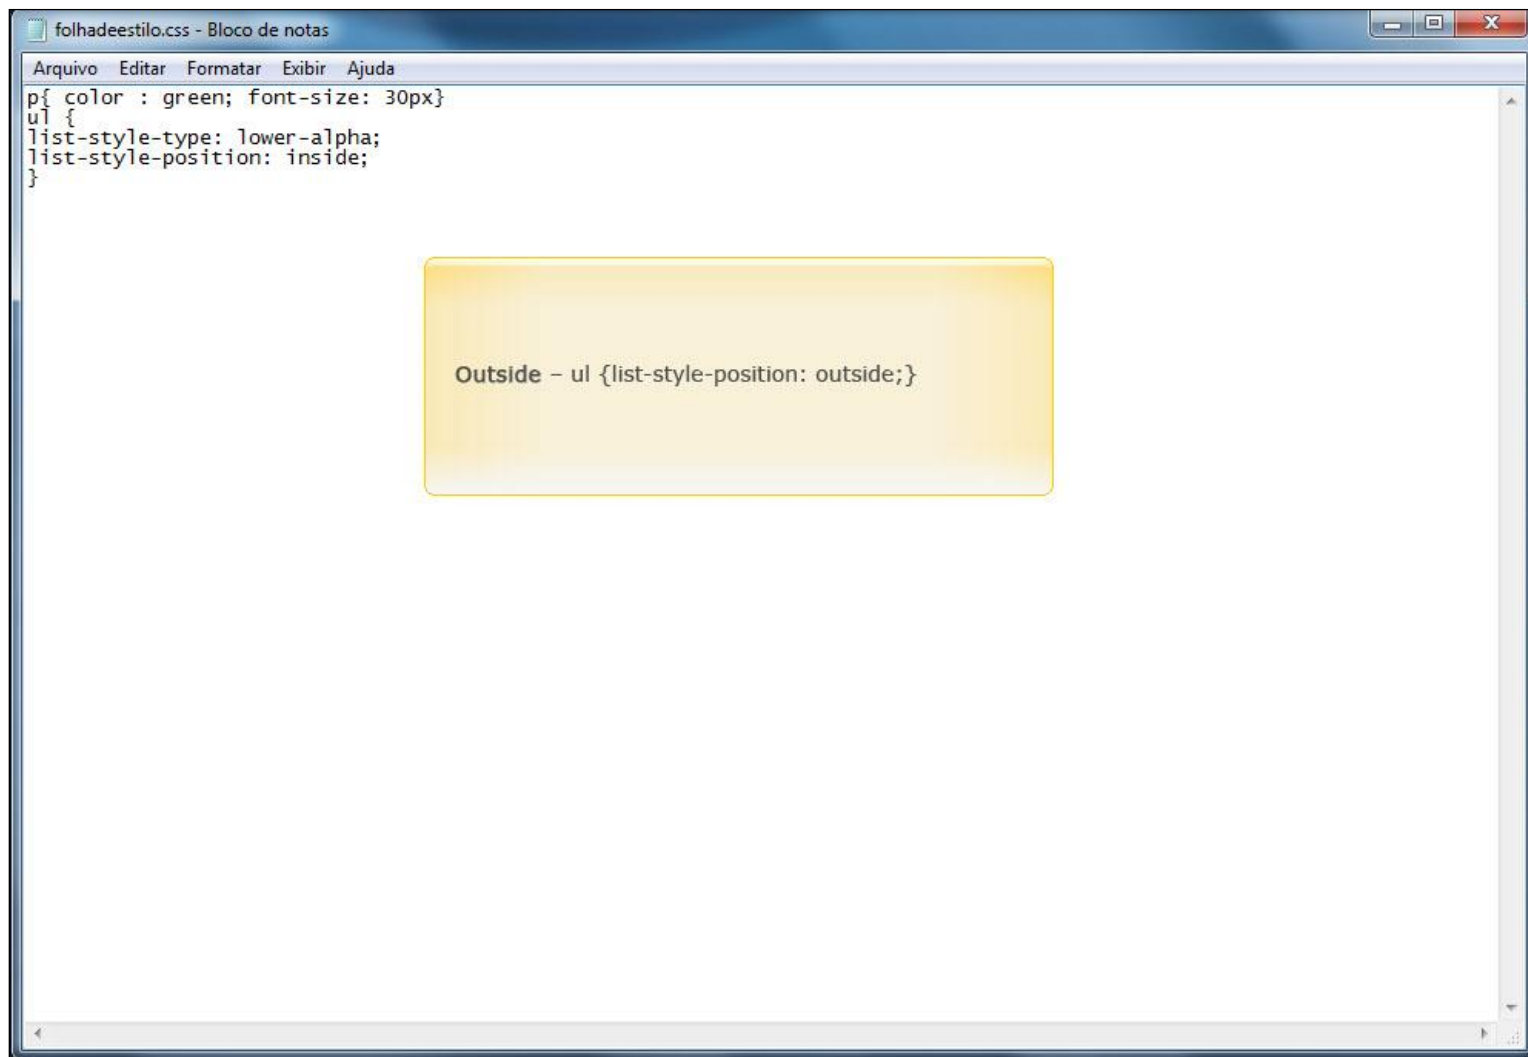 folhadeestilo.css - Bloco de notas
Arquivo Editar Formatar Exibir Ajuda
p{ color : green; font-size: 30px}
ul {
list-style-type: lower-alpha;
list-style-position: inside;
}
Outside – ul {list-style-position: outside;}